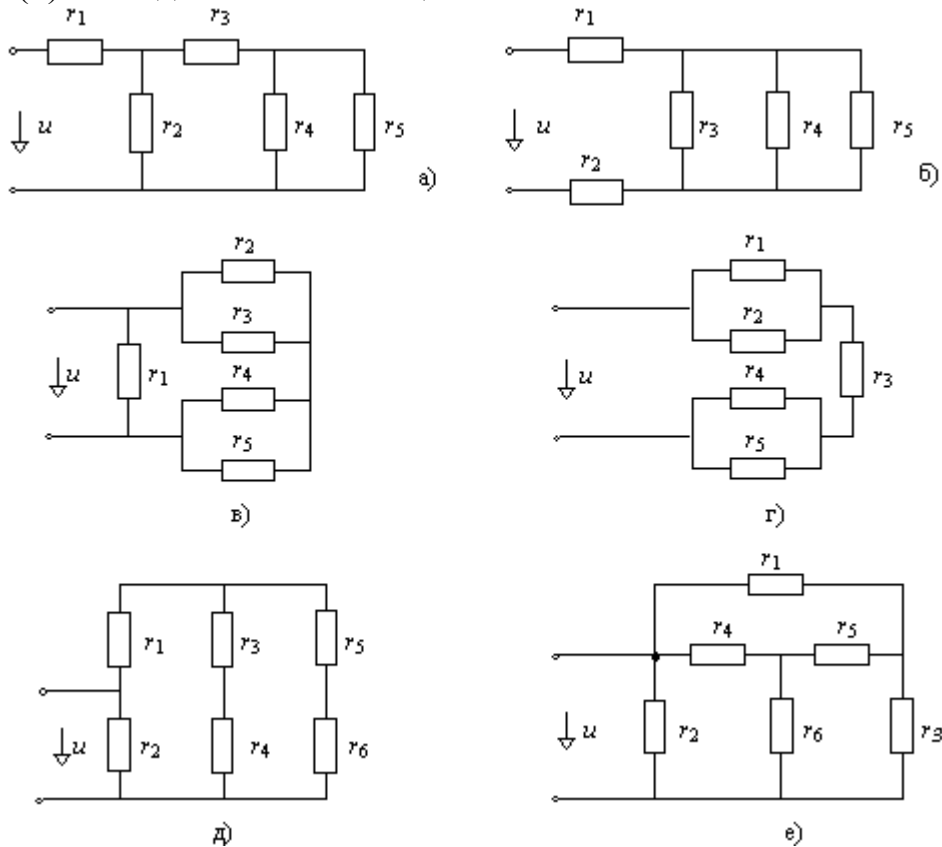 r1 r3 r1
u r2 r4 r5 u r3 r4 r5
r2
а) б)
r2 r1
r3 r2
u r1 r4 u r4 r3
r5 r5
в) г)
r1
r1 r3 r5 r4 r5
u r2 r4 r6 u r2 r6 r3
д) е)